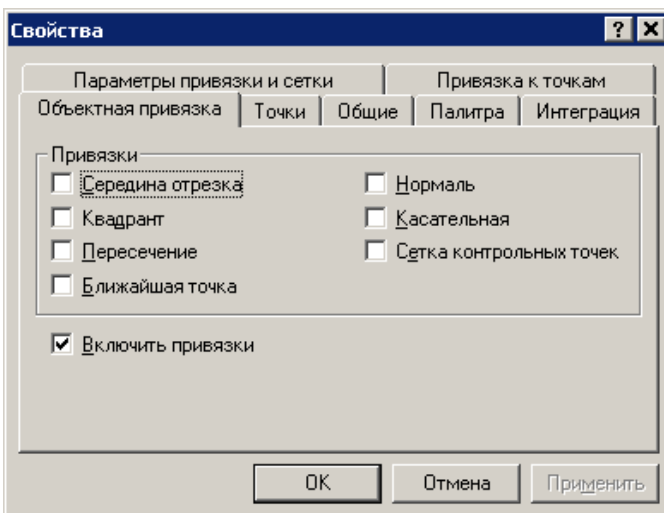 Свойства
Параметры привязки и сетки
Привязка к точкам
Объектная привязка
Точки
Общие
Палитра
Интеграция
Привязки
Середина отрезка
Нормаль
Квадрант
Касательная
Пересечение
Сетка контрольных точек
Ближайшая точка
Включить привязки
OK
Отмена
Применить